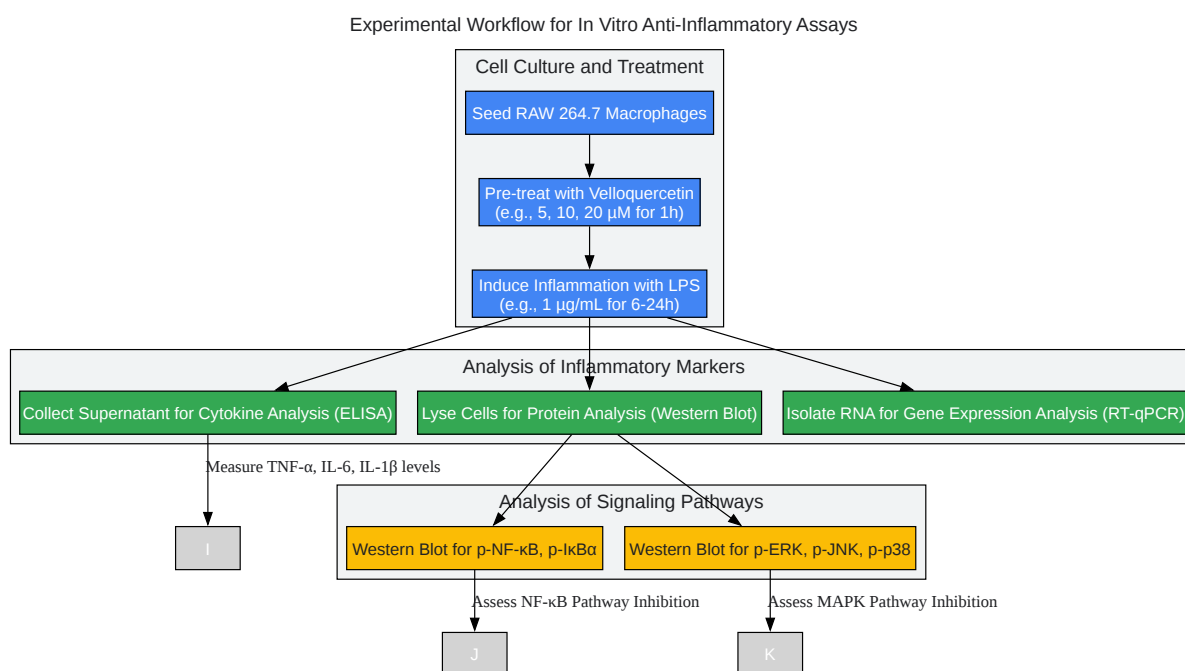 Experimental Workflow for In Vitro Anti-Inflammatory Assays
Cell Culture and Treatment
Seed RAW 264.7 Macrophages
Pre-treat with Velloquercetin
(e.g., 5, 10, 20 µM for 1h)
Induce Inflammation with LPS
(e.g., 1 µg/mL for 6-24h)
Analysis of Inflammatory Markers
Collect Supernatant for Cytokine Analysis (ELISA)
Lyse Cells for Protein Analysis (Western Blot)
Isolate RNA for Gene Expression Analysis (RT-qPCR)
Measure TNF-α, IL-6, IL-1β levels
Analysis of Signaling Pathways
I
Western Blot for p-NF-κB, p-IκBα
Western Blot for p-ERK, p-JNK, p-p38
Assess NF-κB Pathway Inhibition
Assess MAPK Pathway Inhibition
J
K